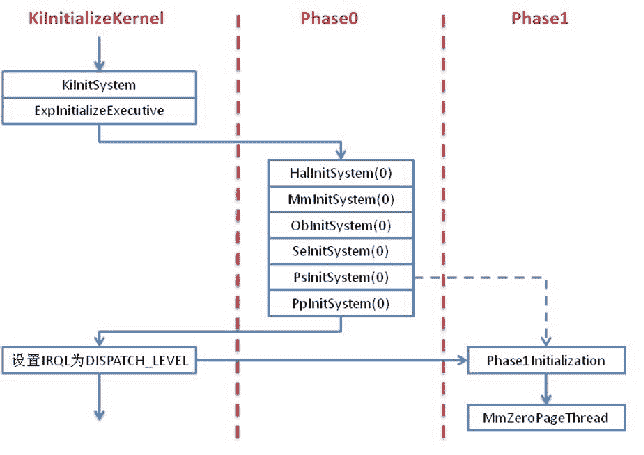 KiInitializeKernel
Phase0
Phase1
KiInitSystem
ExpInitializeExecutive
HalInitSystem(0)
MmInitSystem(0)
ObInitSystem(0)
SeInitSystem(0)
PsInitSystem(0)
PpInitSystem(0)
设置IRQL为DISPATCH_LEVEL
Phase1Initialization
MmZeroPageThread